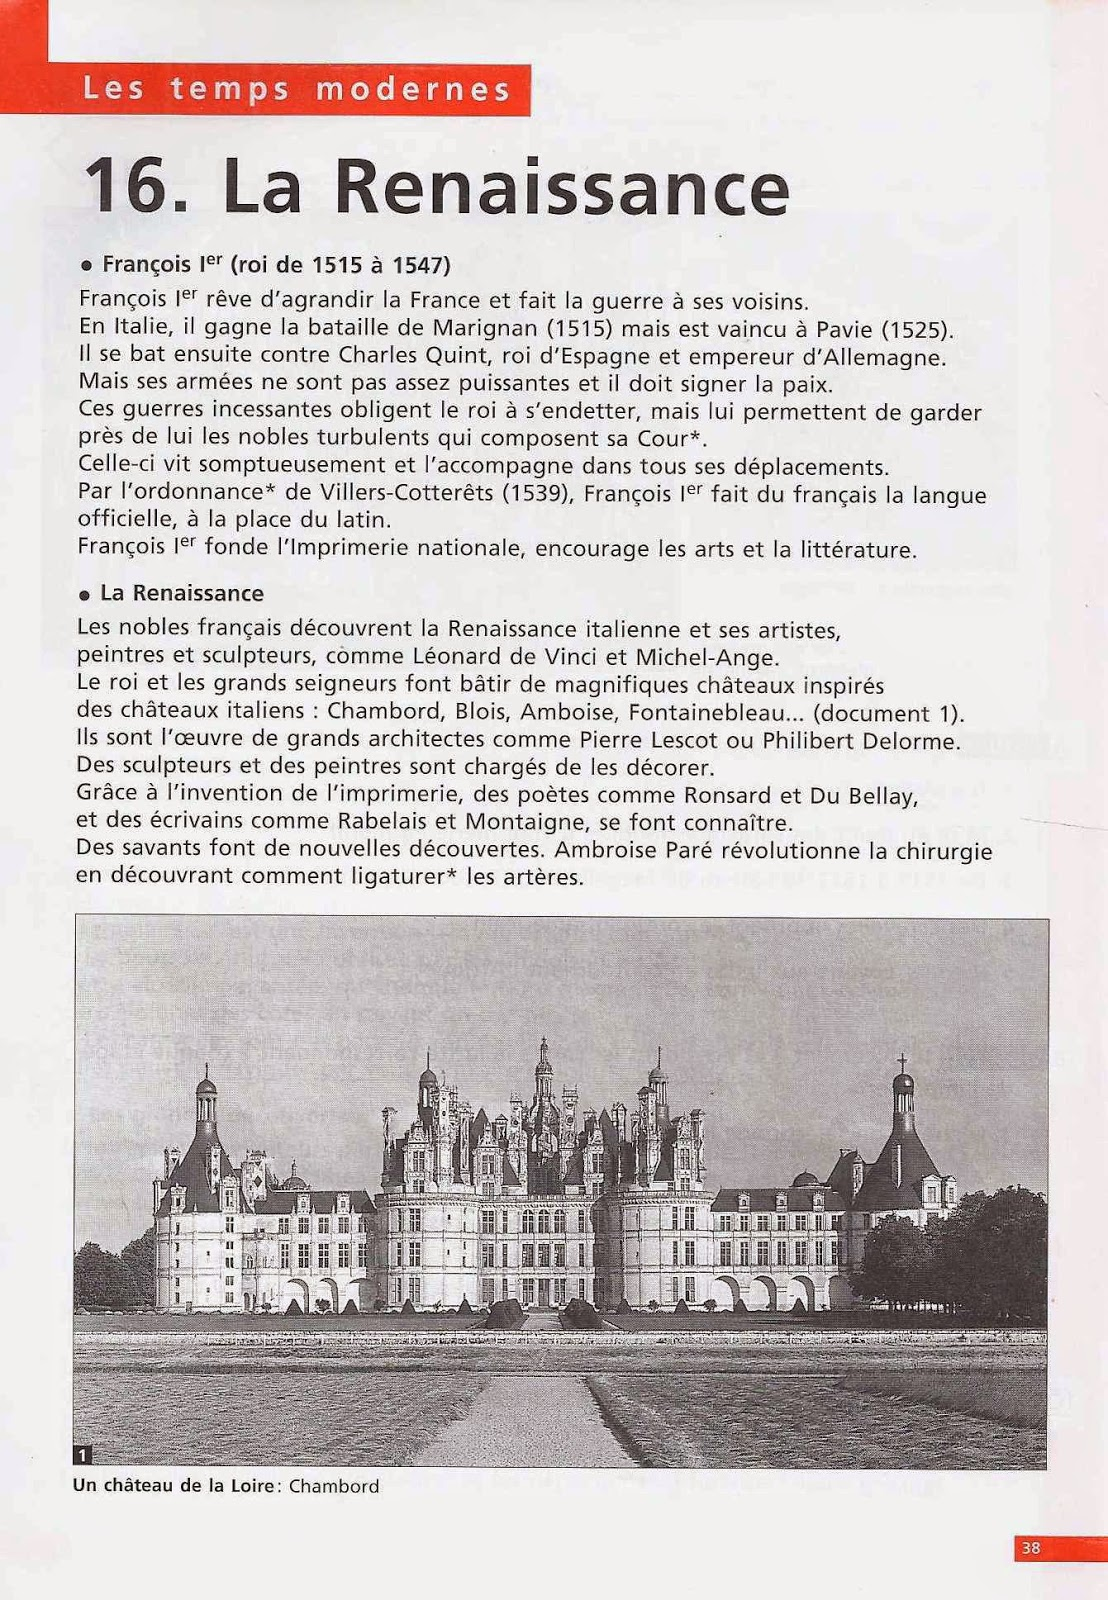 Les temps modernes
16. La Renaissance
• François Ier (roi de 1515 à 1547)
François Ier rêve d'agrandir la France et fait la guerre à ses voisins.
En Italie, il gagne la bataille de Marignan (1515) mais est vaincu à Pavie (1525).
Il se bat ensuite contre Charles Quint, roi d'Espagne et empereur d'Allemagne.
Mais ses armées ne sont pas assez puissantes et il doit signer la paix.
Ces guerres incessantes obligent le roi à s'endetter, mais lui permettent de garder
près de lui les nobles turbulents qui composent sa Cour*.
Celle-ci vit somptueusement et l'accompagne dans tous ses déplacements.
Par l'ordonnance* de Villers-Cotterêts (1539), François Ier fait du français la langue
officielle, à la place du latin.
François Ier fonde l'Imprimerie nationale, encourage les arts et la littérature.
• La Renaissance
Les nobles français découvrent la Renaissance italienne et ses artistes,
peintres et sculpteurs, comme Léonard de Vinci et Michel-Ange.
Le roi et les grands seigneurs font bâtir de magnifiques châteaux inspirés
des châteaux italiens : Chambord, Blois, Amboise, Fontainebleau... (document 1).
Ils sont l'œuvre de grands architectes comme Pierre Lescot ou Philibert Delorme.
Des sculpteurs et des peintres sont chargés de les décorer.
Grâce à l'invention de l'imprimerie, des poètes comme Ronsard et Du Bellay,
et des écrivains comme Rabelais et Montaigne, se font connaître.
Des savants font de nouvelles découvertes. Ambroise Paré révolutionne la chirurgie
en découvrant comment ligaturer* les artères.
1
Un château de la Loire : Chambord
38